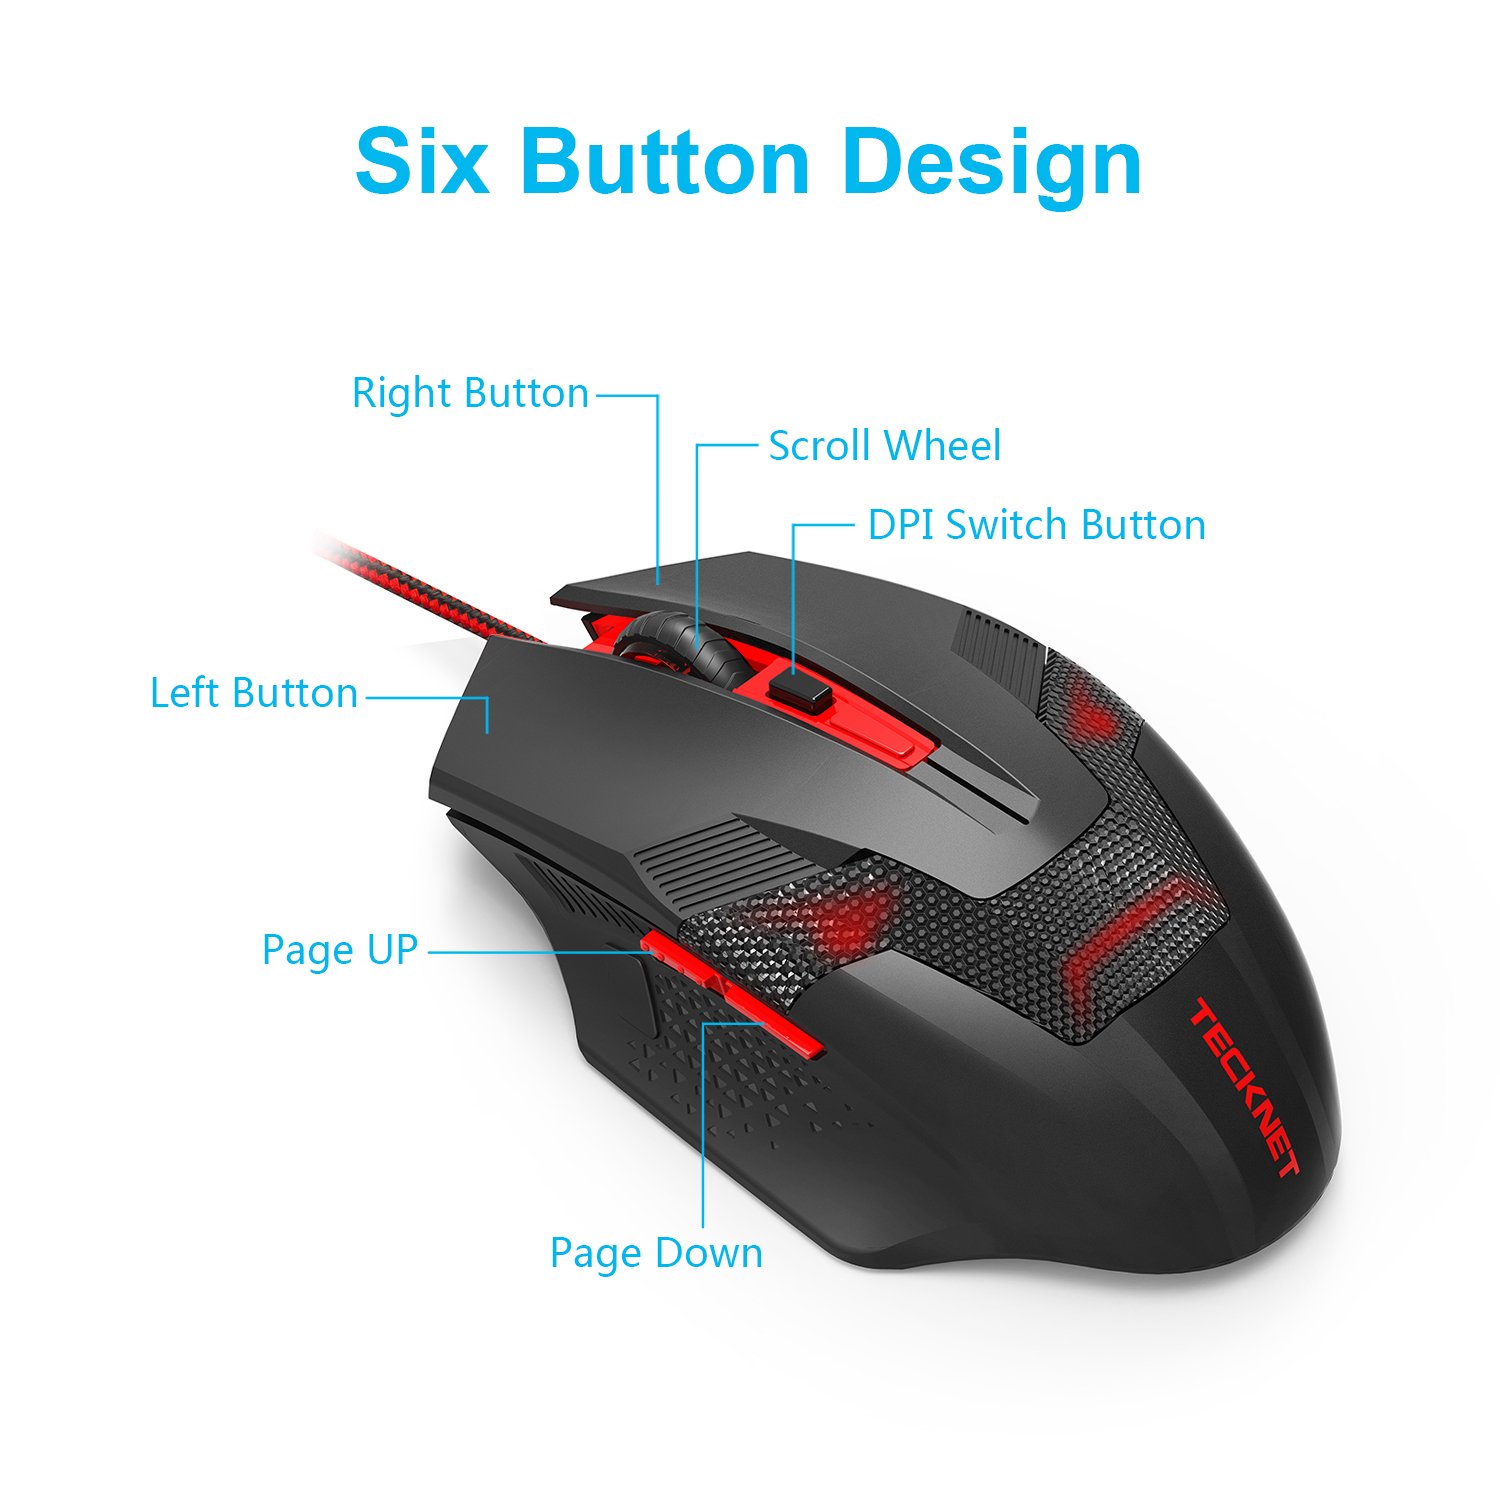 Six Button Design
Right Button
Scroll Wheel
DPI Switch Button
Left Button
Page UP
TECKNET
Page Down